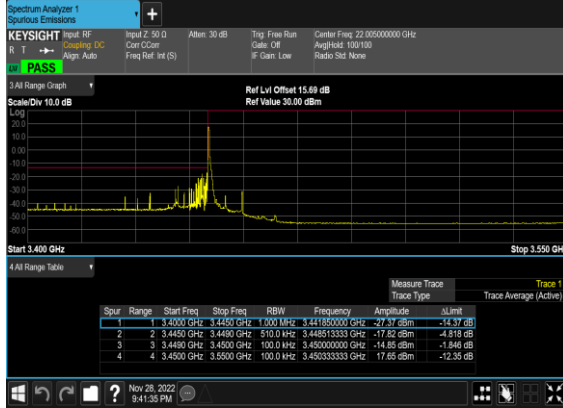 Spectrum Analyzer 1
Spurious Emissions
+
KEYSIGHT Input: RF
R T Coupling: DC
Align: Auto
Input Z: 50 Ω
Corr CCorr
Freq Ref: Int (S)
Atten: 30 dB
Trig: Free Run
Gate: Off
IF Gain: Low
Center Freq: 22.005000000 GHz
Avg|Hold: 100/100
Radio Std: None
PASS
3 All Range Graph
Ref Lvl Offset 15.69 dB
Scale/Div 10.0 dB
Ref Value 30.00 dBm
Log
20.0
10.0
0.00
-10.0
-20.0
-30.0
-40.0
-50.0
-60.0
Start 3.400 GHz
Stop 3.550 GH
4 All Range Table
Measure Trace Trace 1
Trace Type Trace Average (Active)
Spur Range Start Freq Stop Freq RBW Frequency Amplitude ΔLimit
1 1 3.4000 GHz 3.4450 GHz 1.000 MHz 3.441850000 GHz -27.37 dBm -14.37 dB
2 2 3.4450 GHz 3.4490 GHz 510.0 kHz 3.448513333 GHz -17.82 dBm -4.818 dB
3 3 3.4490 GHz 3.4500 GHz 100.0 kHz 3.450000000 GHz -14.85 dBm -1.846 dB
4 4 3.4500 GHz 3.5500 GHz 100.0 kHz 3.450333333 GHz 17.65 dBm -12.35 dB
?
Nov 28, 2022
9:41:35 PM